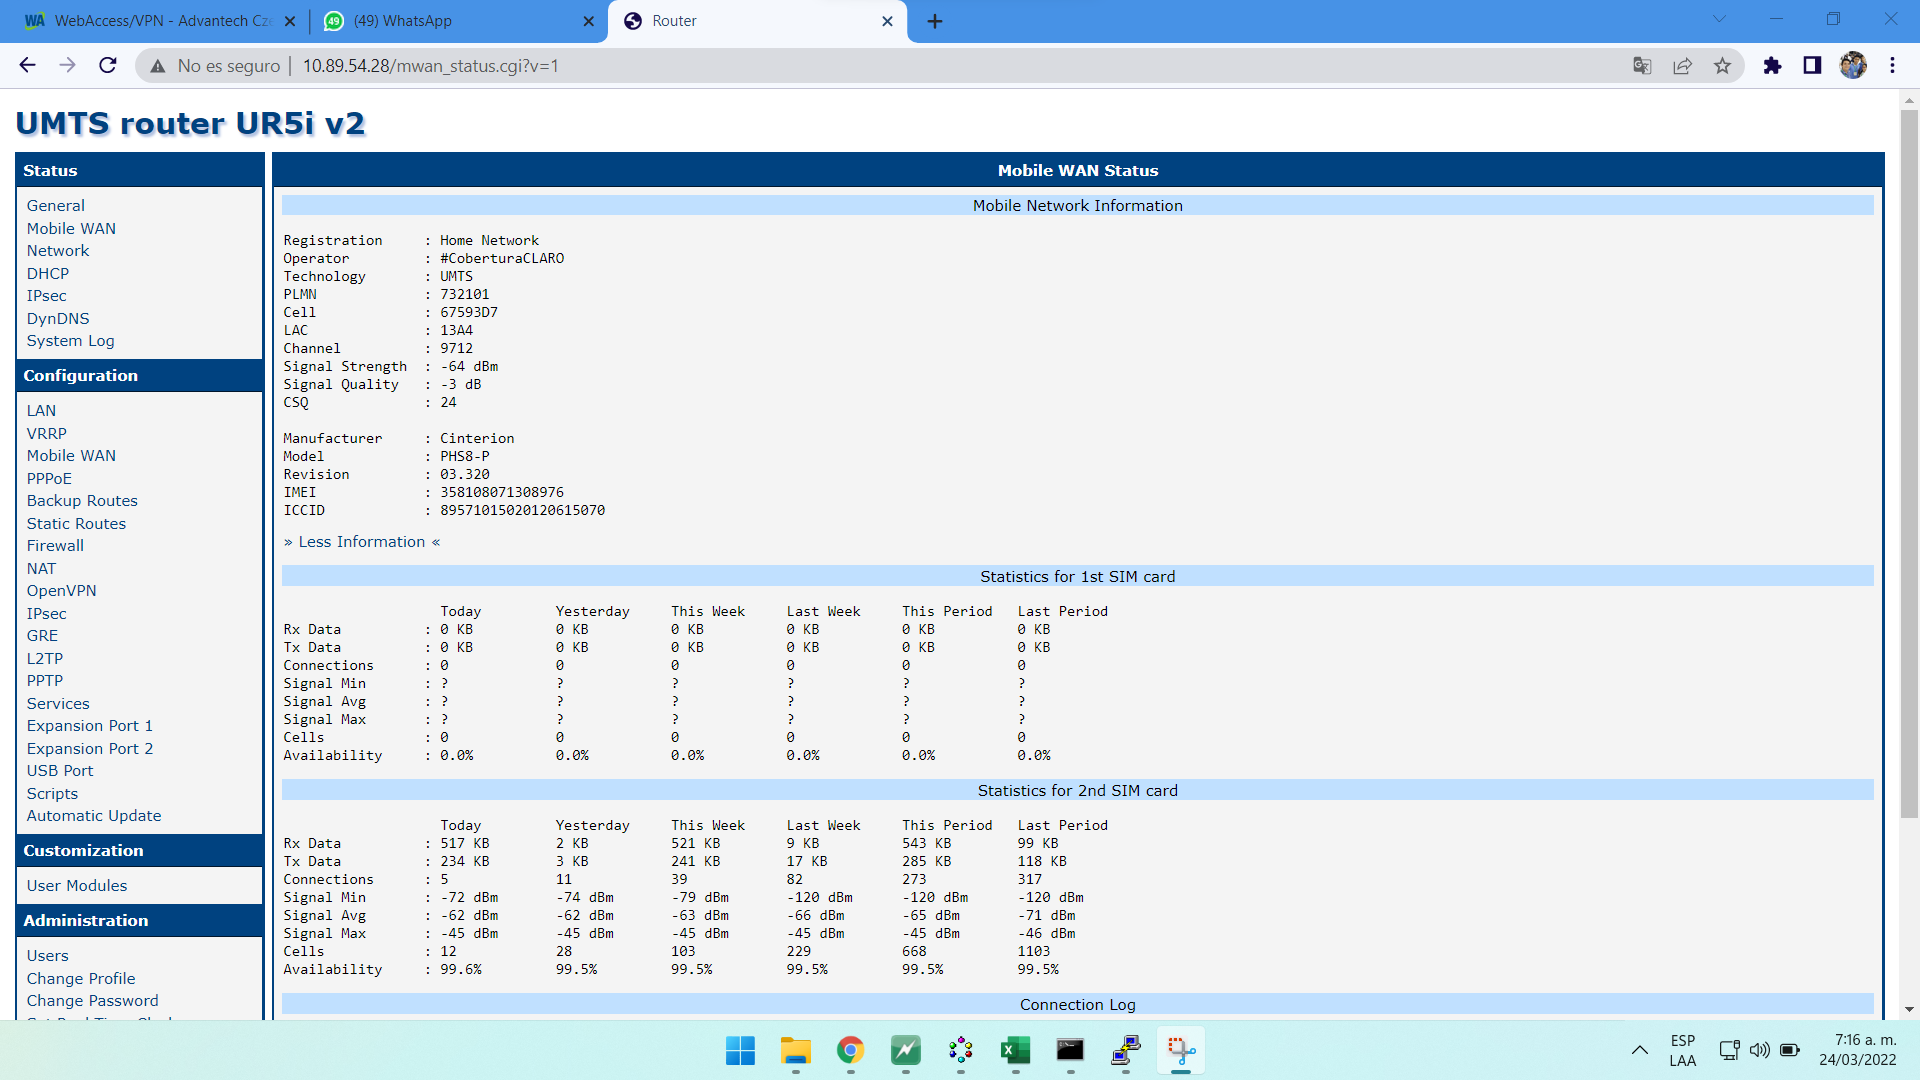 WebAccess/VPN - Advantech Cze
(49) WhatsApp
Router
No es seguro | 10.89.54.28/mwan_status.cgi?v=1
UMTS router UR5i v2
Status
General
Mobile WAN
Network
DHCP
IPsec
DynDNS
System Log
Configuration
LAN
VRRP
Mobile WAN
PPPoE
Backup Routes
Static Routes
Firewall
NAT
OpenVPN
IPsec
GRE
L2TP
PPTP
Services
Expansion Port 1
Expansion Port 2
USB Port
Scripts
Automatic Update
Customization
User Modules
Administration
Users
Change Profile
Change Password
Mobile WAN Status
Mobile Network Information
Registration : Home Network
Operator : #CoberturaCLARO
Technology : UMTS
PLMN : 732101
Cell : 67593D7
LAC : 13A4
Channel : 9712
Signal Strength : -64 dBm
Signal Quality : -3 dB
CSQ : 24
Manufacturer : Cinterion
Model : PHS8-P
Revision : 03.320
IMEI : 358108071308976
ICCID : 89571015020120615070
» Less Information «
Statistics for 1st SIM card
Today Yesterday This Week Last Week This Period Last Period
Rx Data : 0 KB 0 KB 0 KB 0 KB 0 KB 0 KB
Tx Data : 0 KB 0 KB 0 KB 0 KB 0 KB 0 KB
Connections : 0 0 0 0 0 0
Signal Min : ? ? ? ? ? ?
Signal Avg : ? ? ? ? ? ?
Signal Max : ? ? ? ? ? ?
Cells : 0 0 0 0 0 0
Availability : 0.0% 0.0% 0.0% 0.0% 0.0% 0.0%
Statistics for 2nd SIM card
Today Yesterday This Week Last Week This Period Last Period
Rx Data : 517 KB 2 KB 521 KB 9 KB 543 KB 99 KB
Tx Data : 234 KB 3 KB 241 KB 17 KB 285 KB 118 KB
Connections : 5 11 39 82 273 317
Signal Min : -72 dBm -74 dBm -79 dBm -120 dBm -120 dBm -120 dBm
Signal Avg : -62 dBm -62 dBm -63 dBm -66 dBm -65 dBm -71 dBm
Signal Max : -45 dBm -45 dBm -45 dBm -45 dBm -45 dBm -46 dBm
Cells : 12 28 103 229 668 1103
Availability : 99.6% 99.5% 99.5% 99.5% 99.5% 99.5%
Connection Log
ESP
LAA
7:16 a. m.
24/03/2022